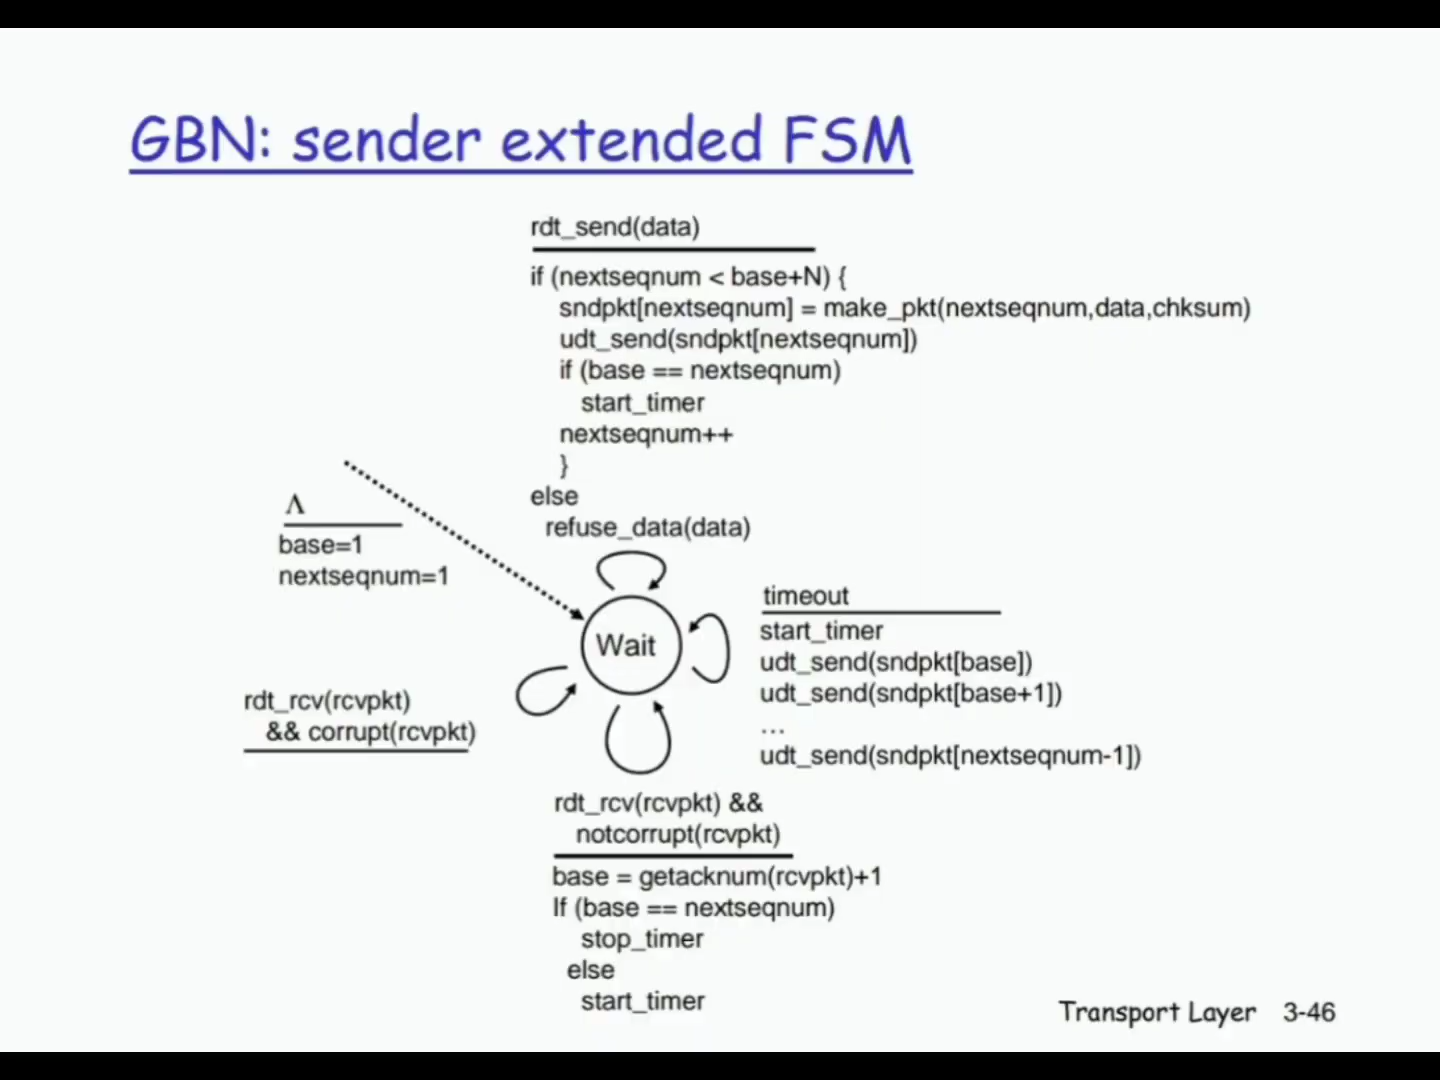 GBN: sender extended FSM
rdt_send(data)
if (nextseqnum < base+N) {
sndpkt[nextseqnum] = make_pkt(nextseqnum,data,chksum)
udt_send(sndpkt[nextseqnum])
if (base == nextseqnum)
start_timer
nextseqnum++
}
else
refuse_data(data)
Λ
base=1
nextseqnum=1
Wait
timeout
start_timer
udt_send(sndpkt[base])
udt_send(sndpkt[base+1])
…
udt_send(sndpkt[nextseqnum-1])
rdt_rcv(rcvpkt)
&& corrupt(rcvpkt)
rdt_rcv(rcvpkt) &&
notcorrupt(rcvpkt)
base = getacknum(rcvpkt)+1
If (base == nextseqnum)
stop_timer
else
start_timer
Transport Layer 3-46